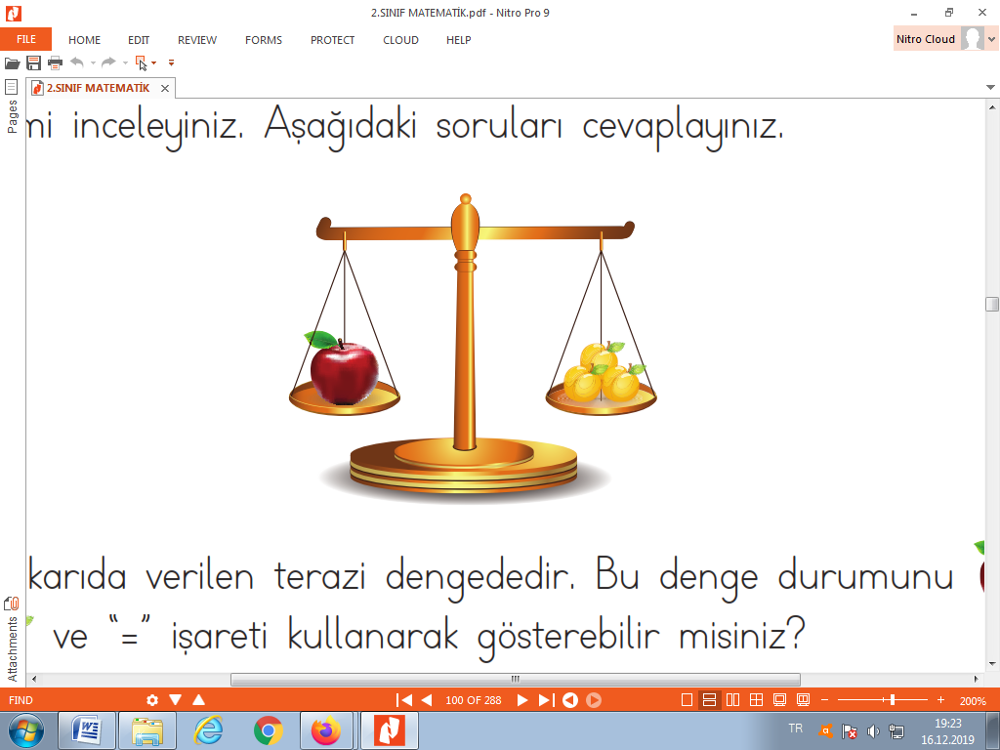 2.SINIF MATEMATİK.pdf - Nitro Pro 9
FILE HOME EDIT REVIEW FORMS PROTECT CLOUD HELP
Nitro Cloud
2.SINIF MATEMATİK
Pages
mi inceleyiniz. Aşağıdaki soruları cevaplayınız.
karıda verilen terazi dengededir. Bu denge durumunu
ve “=” işareti kullanarak gösterebilir misiniz?
Attachments
FIND
100 OF 288
200%
TR
19:23
16.12.2019